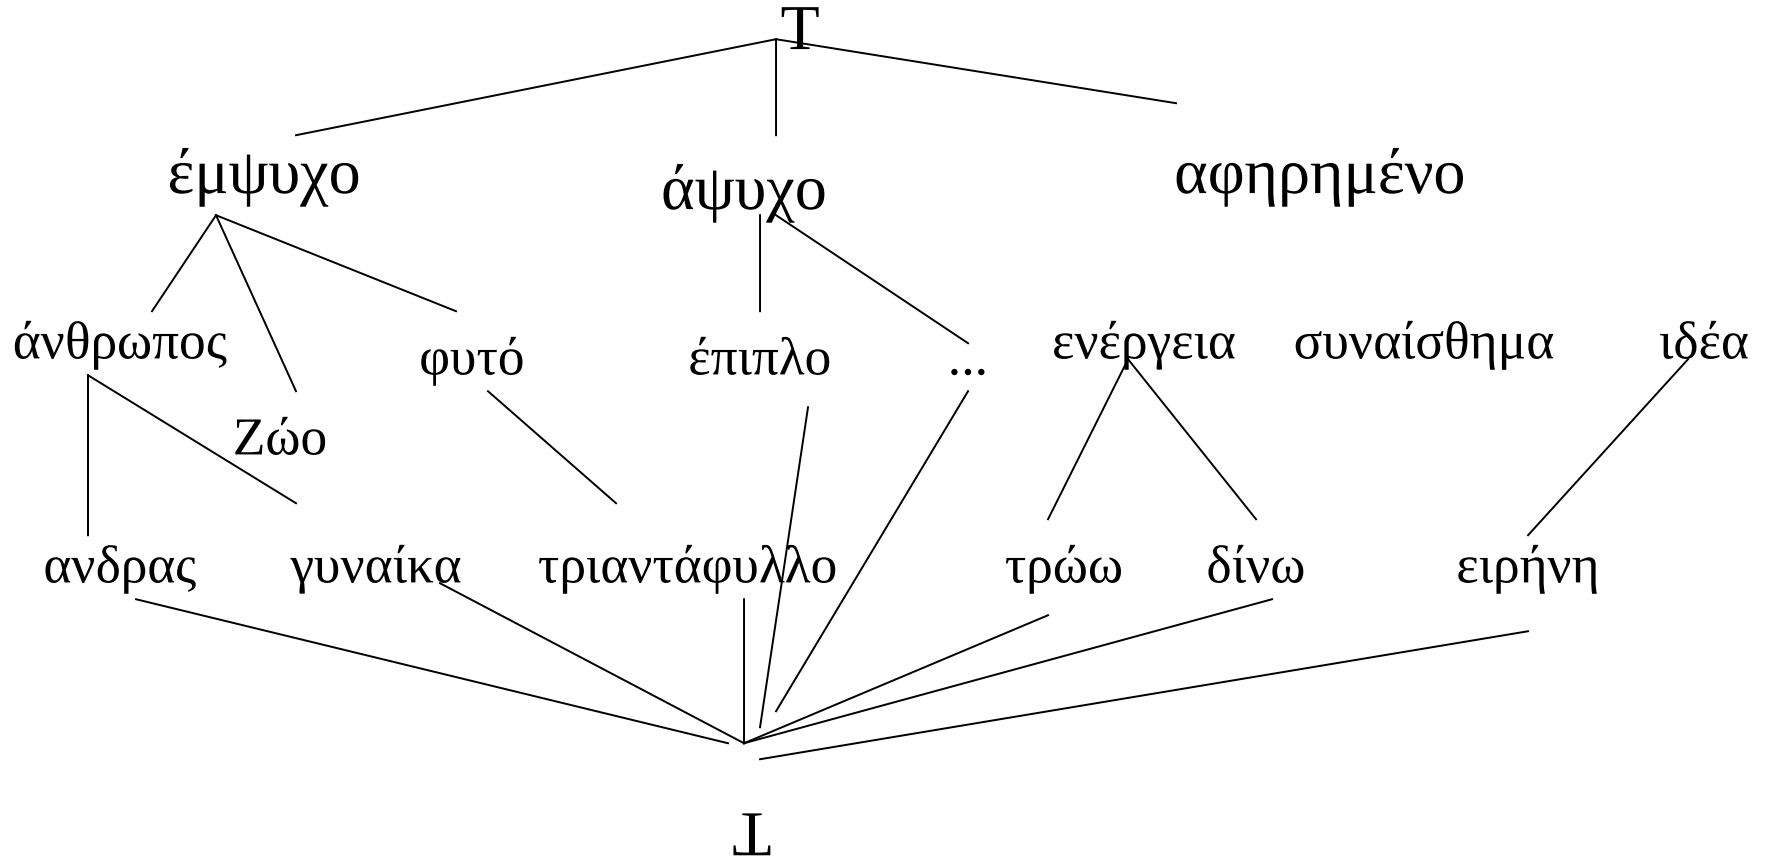 T
έμψυχο άψυχο αφηρημένο
άνθρωπος φυτό έπιπλο ... ενέργεια συναίσθημα ιδέα
Ζώο
ανδρας γυναίκα τριαντάφυλλο τρώω δίνω ειρήνη
T